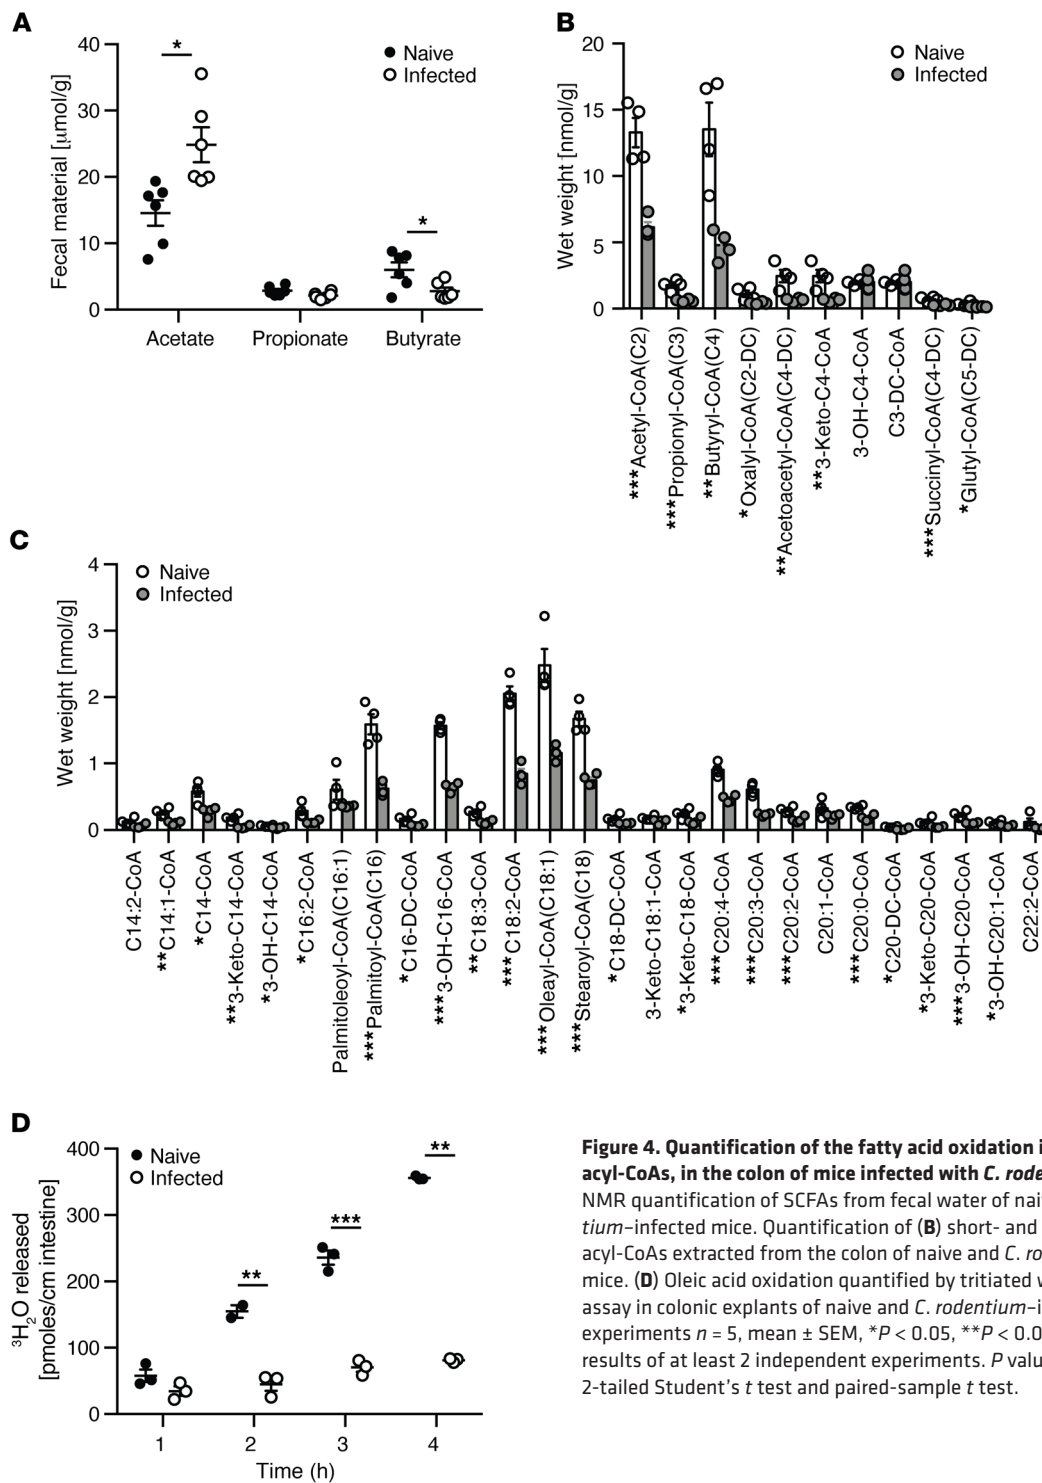 A
40
30
20
10
0
Fecal material [μmol/g]
*
*
Naive
Infected
Acetate
Propionate
Butyrate
B
20
15
10
5
0
Wet weight [nmol/g]
Naive
Infected
***Acetyl-CoA(C2)
***Propionyl-CoA(C3)
**Butyryl-CoA(C4)
*Oxalyl-CoA(C2-DC)
**Acetoacetyl-CoA(C4-DC)
**3-Keto-C4-CoA
3-OH-C4-CoA
C3-DC-CoA
***Succinyl-CoA(C4-DC)
*Glutyl-CoA(C5-DC)
C
4
3
2
1
0
Wet weight [nmol/g]
Naive
Infected
C14:2-CoA
**C14:1-CoA
*C14-CoA
**3-Keto-C14-CoA
*3-OH-C14-CoA
*C16:2-CoA
Palmitoleoyl-CoA(C16:1)
***Palmitoyl-CoA(C16)
*C16-DC-CoA
***3-OH-C16-CoA
**C18:3-CoA
***C18:2-CoA
***Oleayl-CoA(C18:1)
***Stearoyl-CoA(C18)
*C18-DC-CoA
3-Keto-C18:1-CoA
*3-Keto-C18-CoA
***C20:4-CoA
***C20:3-CoA
***C20:2-CoA
C20:1-CoA
***C20:0-CoA
*C20-DC-CoA
*3-Keto-C20-CoA
***3-OH-C20-CoA
*3-OH-C20:1-CoA
C22:2-CoA
D
400
300
200
100
0
³H₂O released
[pmoles/cm intestine]
Naive
Infected
**
***
**
1
2
3
4
Time (h)
Figure 4. Quantification of the fatty acid oxidation i
acyl-CoAs, in the colon of mice infected with C. rode
NMR quantification of SCFAs from fecal water of nai
tium–infected mice. Quantification of (B) short- and
acyl-CoAs extracted from the colon of naive and C. ro
mice. (D) Oleic acid oxidation quantified by tritiated w
assay in colonic explants of naive and C. rodentium–i
experiments n = 5, mean ± SEM, *P < 0.05, **P < 0.0
results of at least 2 independent experiments. P valu
2-tailed Student's t test and paired-sample t test.